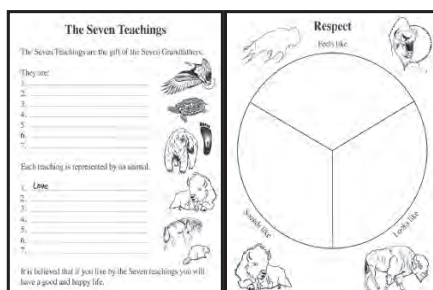 The Seven Teachings
The Seven Teachings are the gift of the Seven Grandfathers.
They are:
1.
2.
3.
4.
5.
6.
7.
Each teaching is represented by an animal.
1. Love
2.
3.
4.
5.
6.
7.
It is believed that if you live by the Seven teachings you will
have a good and happy life.
Respect
Feels like
Sounds like
Looks like